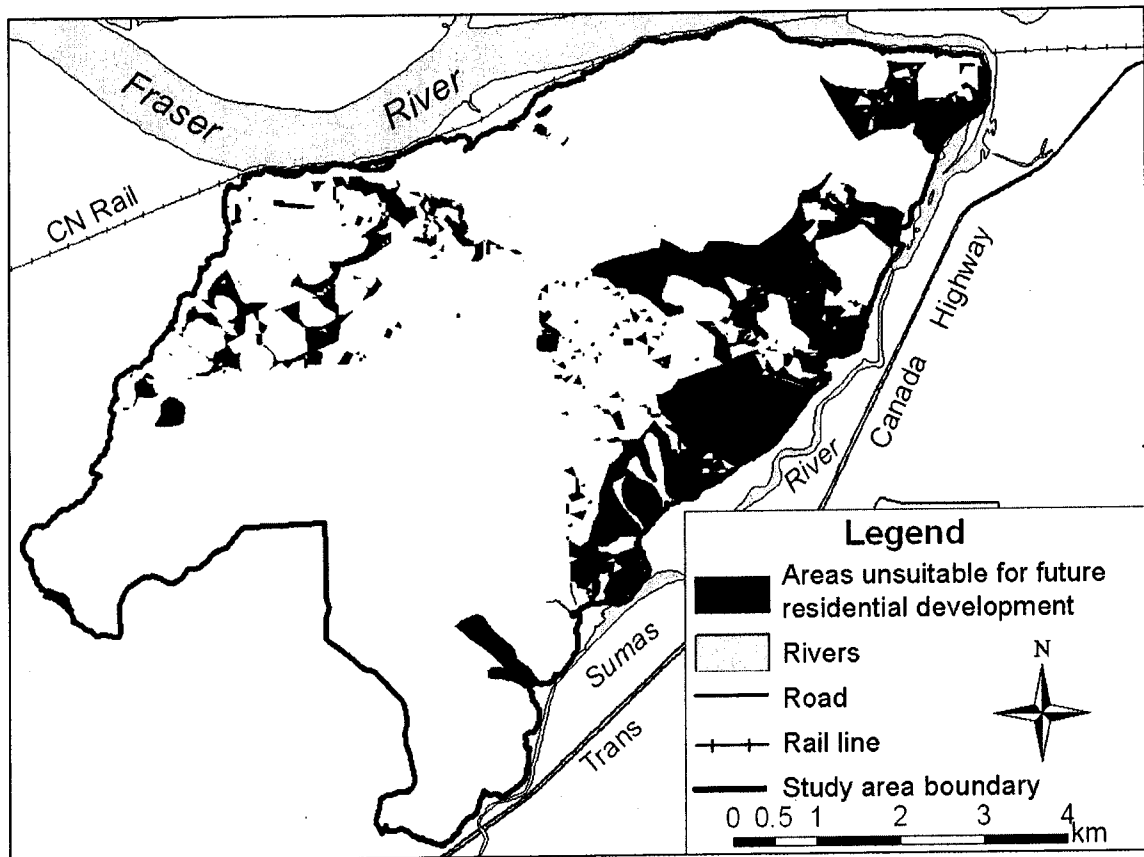 Fraser River
CN Rail
Trans Canada Highway
Sumas River
Legend
Areas unsuitable for future
residential development
Rivers
Road
Rail line
Study area boundary
N
0 0.5 1 2 3 4
km